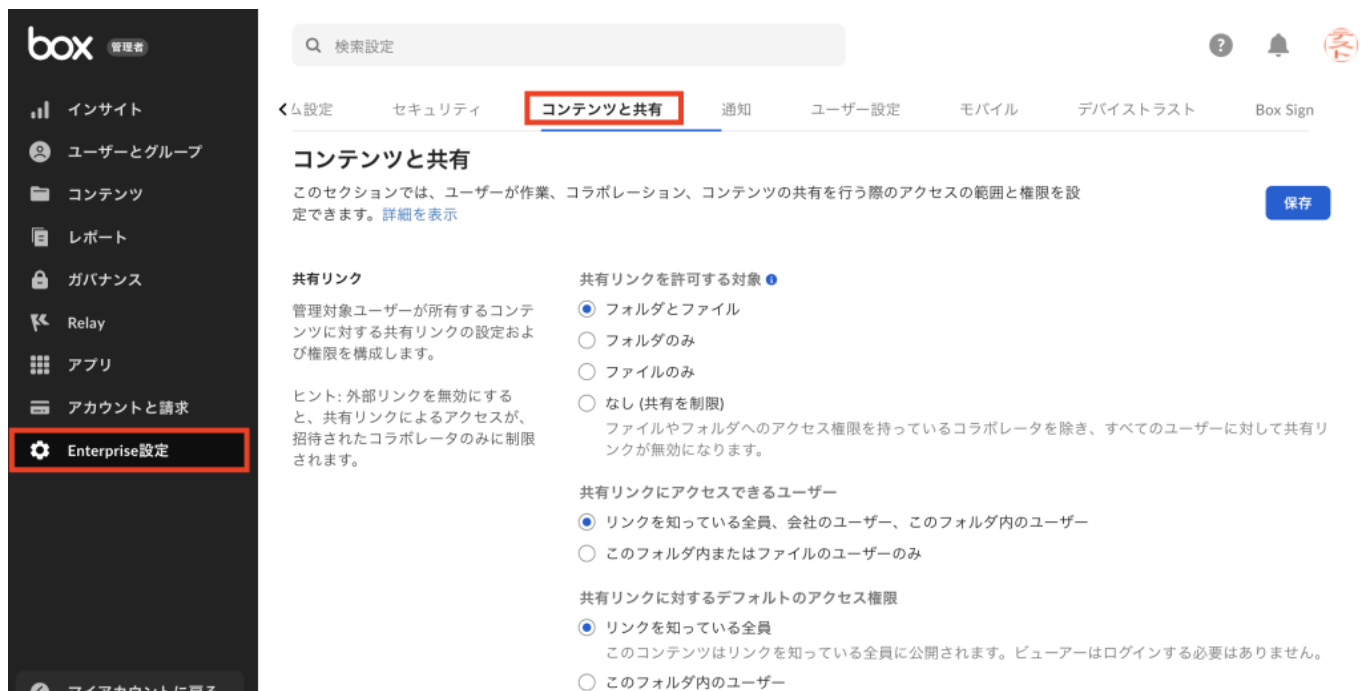 box 管理者
検索設定
テスト
インサイト
ユーザーとグループ
コンテンツ
レポート
ガバナンス
Relay
アプリ
アカウントと請求
Enterprise設定
マイアカウントに戻る
ム設定 セキュリティ コンテンツと共有 通知 ユーザー設定 モバイル デバイストラスト Box Sign
コンテンツと共有
このセクションでは、ユーザーが作業、コラボレーション、コンテンツの共有を行う際のアクセスの範囲と権限を設
定できます。詳細を表示
保存
共有リンク
管理対象ユーザーが所有するコンテ
ンツに対する共有リンクの設定およ
び権限を構成します。
ヒント: 外部リンクを無効にする
と、共有リンクによるアクセスが、
招待されたコラボレータのみに制限
されます。
共有リンクを許可する対象
フォルダとファイル
フォルダのみ
ファイルのみ
なし (共有を制限)
ファイルやフォルダへのアクセス権限を持っているコラボレータを除き、すべてのユーザーに対して共有リ
ンクが無効になります。
共有リンクにアクセスできるユーザー
リンクを知っている全員、会社のユーザー、このフォルダ内のユーザー
このフォルダ内またはファイルのユーザーのみ
共有リンクに対するデフォルトのアクセス権限
リンクを知っている全員
このコンテンツはリンクを知っている全員に公開されます。ビューアーはログインする必要はありません。
このフォルダ内のユーザー